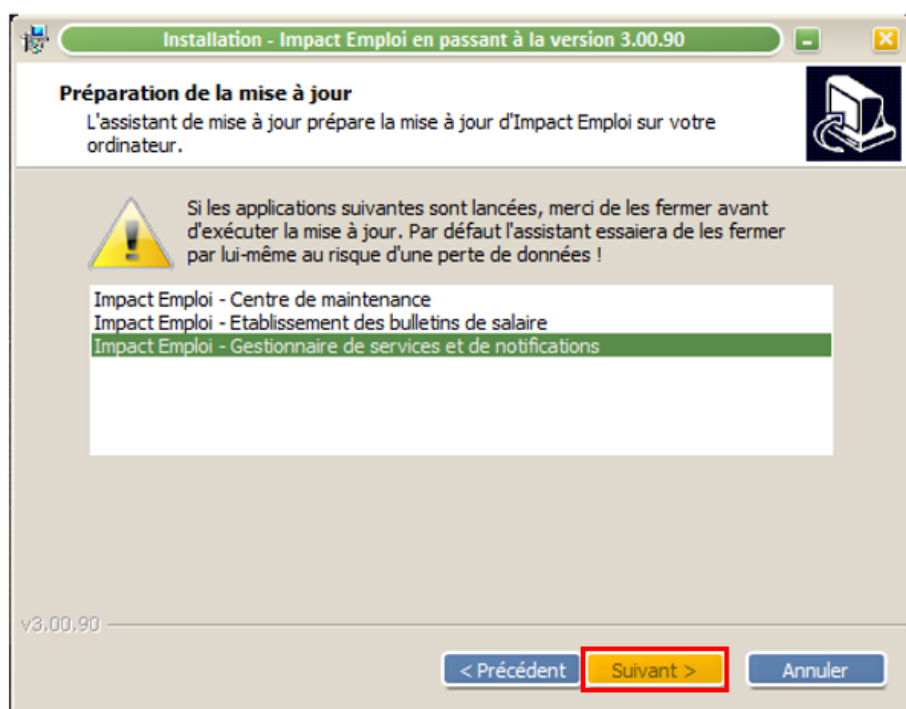 Installation - Impact Emploi en passant à la version 3.00.90
Préparation de la mise à jour
L'assistant de mise à jour prépare la mise à jour d'Impact Emploi sur votre
ordinateur.
Si les applications suivantes sont lancées, merci de les fermer avant
d'exécuter la mise à jour. Par défaut l'assistant essaiera de les fermer
par lui-même au risque d'une perte de données !
Impact Emploi - Centre de maintenance
Impact Emploi - Etablissement des bulletins de salaire
Impact Emploi - Gestionnaire de services et de notifications
v3.00.90
< Précédent Suivant > Annuler